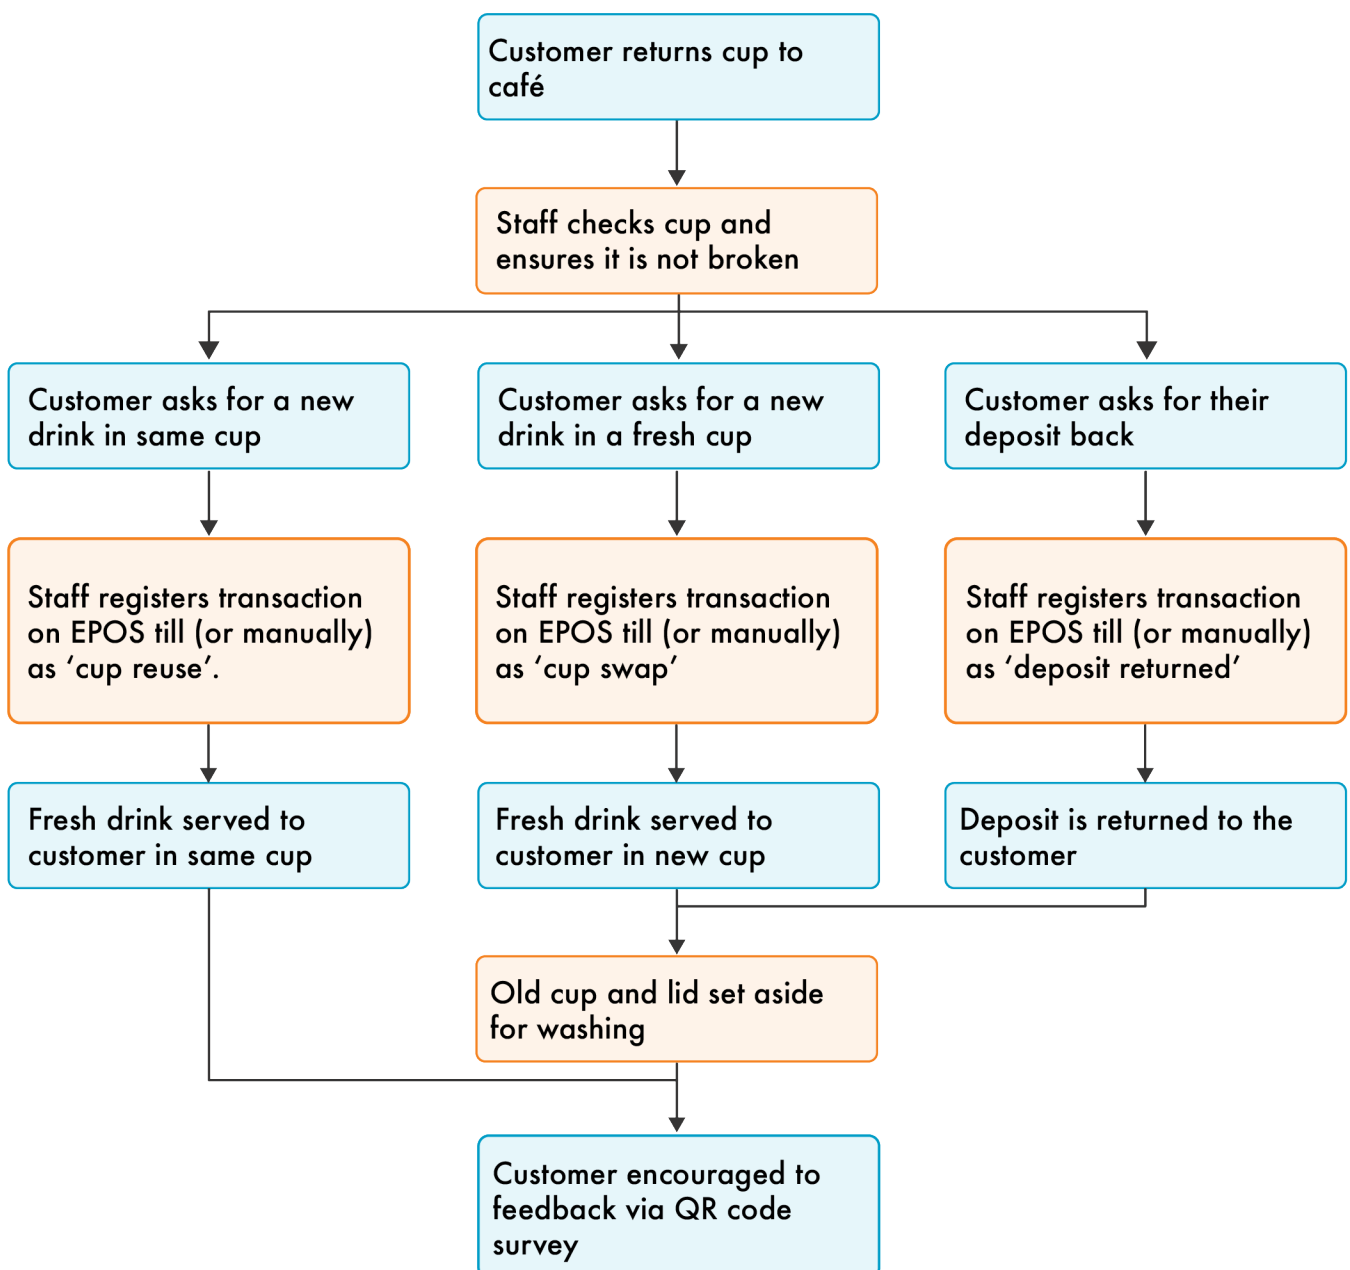 Customer returns cup to
café
Staff checks cup and
ensures it is not broken
Customer asks for a new
drink in same cup
Customer asks for a new
drink in a fresh cup
Customer asks for their
deposit back
Staff registers transaction
on EPOS till (or manually)
as ‘cup reuse’.
Staff registers transaction
on EPOS till (or manually)
as ‘cup swap’
Staff registers transaction
on EPOS till (or manually)
as ‘deposit returned’
Fresh drink served to
customer in same cup
Fresh drink served to
customer in new cup
Deposit is returned to the
customer
Old cup and lid set aside
for washing
Customer encouraged to
feedback via QR code
survey